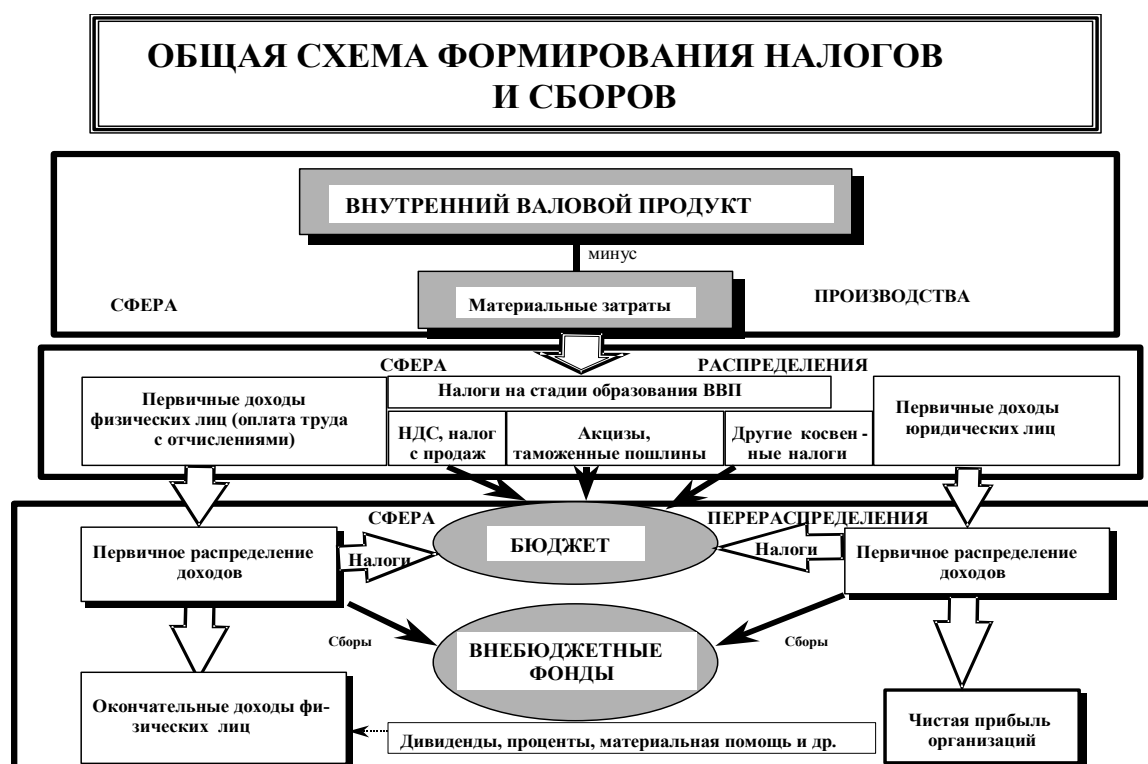 ОБЩАЯ СХЕМА ФОРМИРОВАНИЯ НАЛОГОВ
И СБОРОВ
ВНУТРЕННИЙ ВАЛОВОЙ ПРОДУКТ
минус
Материальные затраты
СФЕРА
ПРОИЗВОДСТВА
СФЕРА
РАСПРЕДЕЛЕНИЯ
Первичные доходы
физических лиц (оплата труда
с отчислениями)
Налоги на стадии образования ВВП
НДС, налог
с продаж
Акцизы,
таможенные пошлины
Другие косвен -
ные налоги
Первичные доходы
юридических лиц
СФЕРА
ПЕРЕРАСПРЕДЕЛЕНИЯ
Первичное распределение
доходов
Налоги
БЮДЖЕТ
Налоги
Первичное распределение
доходов
Сборы
ВНЕБЮДЖЕТНЫЕ
ФОНДЫ
Сборы
Окончательные доходы фи-
зических лиц
Дивиденды, проценты, материальная помощь и др.
Чистая прибыль
организаций